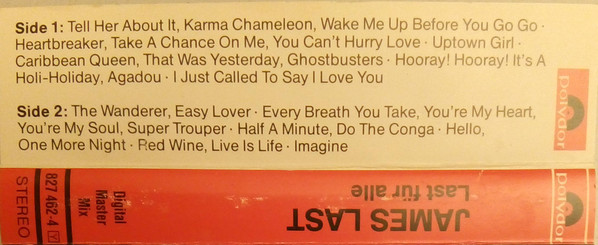 Side 1: Tell Her About It, Karma Chameleon, Wake Me Up Before You Go Go ·
Heartbreaker, Take A Chance On Me, You Can't Hurry Love · Uptown Girl ·
Caribbean Queen, That Was Yesterday, Ghostbusters · Hooray! Hooray! It's A
Holi-Holiday, Agadou · I Just Called To Say I Love You
Side 2: The Wanderer, Easy Lover · Every Breath You Take, You're My Heart,
You're My Soul, Super Trouper · Half A Minute, Do The Conga · Hello,
One More Night · Red Wine, Live Is Life · Imagine
polydor
JAMES LAST
Last für alle
Digital
Master
Mix
827 462-4 Y
STEREO
polydor